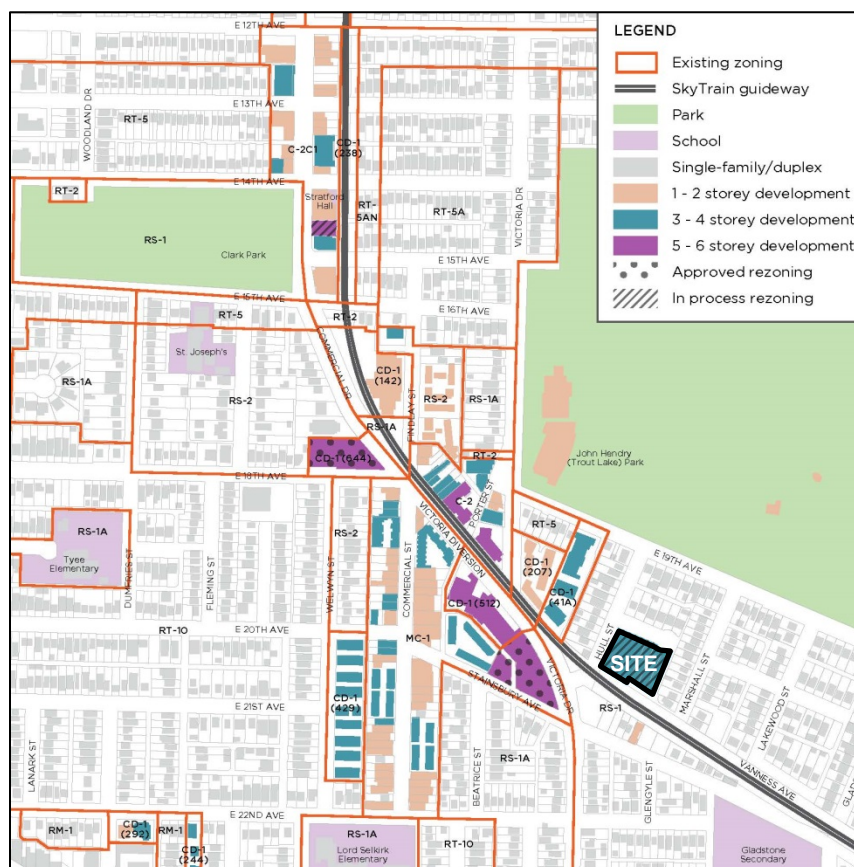 LEGEND
Existing zoning
SkyTrain guideway
Park
School
Single-family/duplex
1 - 2 storey development
3 - 4 storey development
5 - 6 storey development
Approved rezoning
In process rezoning
E 12TH AVE
WOODLAND DR
E 13TH AVE
RT-5
C-2C1
CD-1
(238)
E 14TH AVE
RT-2
Stratford
Hall
RT-
5AN
RT-5A
VICTORIA DR
RS-1
Clark Park
E 15TH AVE
E 15TH AVE
RT-5
RT-2
E 16TH AVE
St. Joseph's
COMMERCIAL DR
CD-1
(142)
FINDLAY ST
RS-2
RS-1A
RS-1A
RS-2
RS-1A
RT-2
John Hendry
(Trout Lake) Park
CD-1 (644)
E 18TH AVE
C-2
PORTER ST
RT-5
RS-1A
Tyee
Elementary
DUMFRIES ST
FLEMING ST
RS-2
WELWYN ST
COMMERCIAL ST
VICTORIA DIVERSION
CD-1
(207)
CD-1
(41A)
E 19TH AVE
CD-1 (512)
RT-10
E 20TH AVE
MC-1
HULL ST
SITE
MARSHALL ST
STAINSBURY AVE
VICTORIA DR
RS-1
LAKEWOOD ST
CD-1
(429)
E 21ST AVE
LANARK ST
BEATRICE ST
RS-1A
GLENGYLE ST
VANNESS AVE
E 22ND AVE
RM-1
CD-1
(292)
RM-1
CD-1
(244)
RS-1A
Lord Selkirk
Elementary
RT-10
Gladstone
Secondary